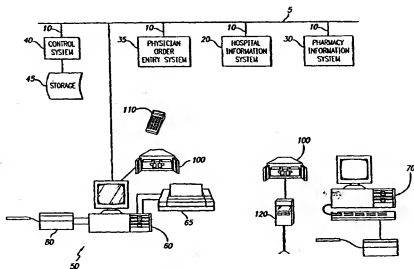 5
10
10
10
10
40
CONTROL
SYSTEM
35
PHYSICIAN
ORDER
ENTRY SYSTEM
20
HOSPITAL
INFORMATION
SYSTEM
30
PHARMACY
INFORMATION
SYSTEM
45
STORAGE
110
100
100
70
65
120
80
60
50